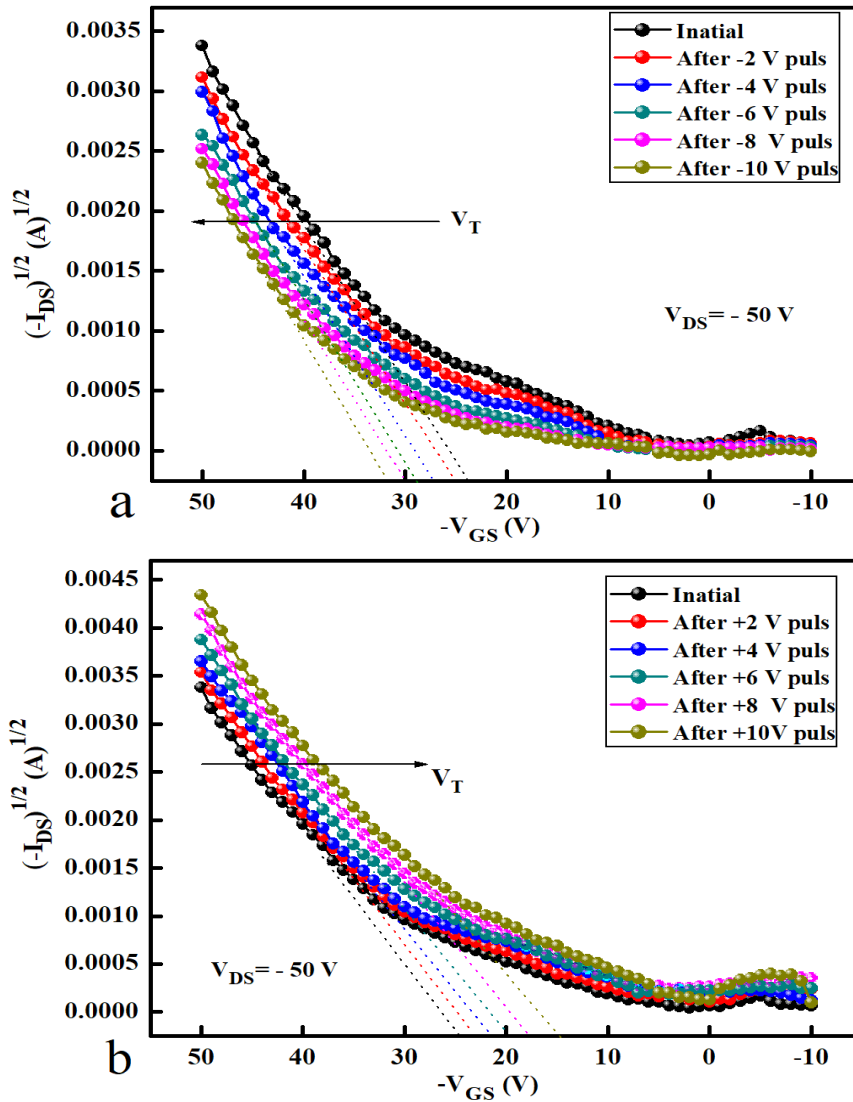 0.0035
0.0030
0.0025
0.0020
0.0015
0.0010
0.0005
0.0000
(-I_DS)^1/2 (A)^1/2
Inatial
After -2 V puls
After -4 V puls
After -6 V puls
After -8 V puls
After -10 V puls
V_T
V_DS= - 50 V
a
50 40 30 20 10 0 -10
-V_GS (V)
0.0045
0.0040
0.0035
0.0030
0.0025
0.0020
0.0015
0.0010
0.0005
0.0000
(-I_DS)^1/2 (A)^1/2
Inatial
After +2 V puls
After +4 V puls
After +6 V puls
After +8 V puls
After +10V puls
V_T
V_DS= - 50 V
b
50 40 30 20 10 0 -10
-V_GS (V)